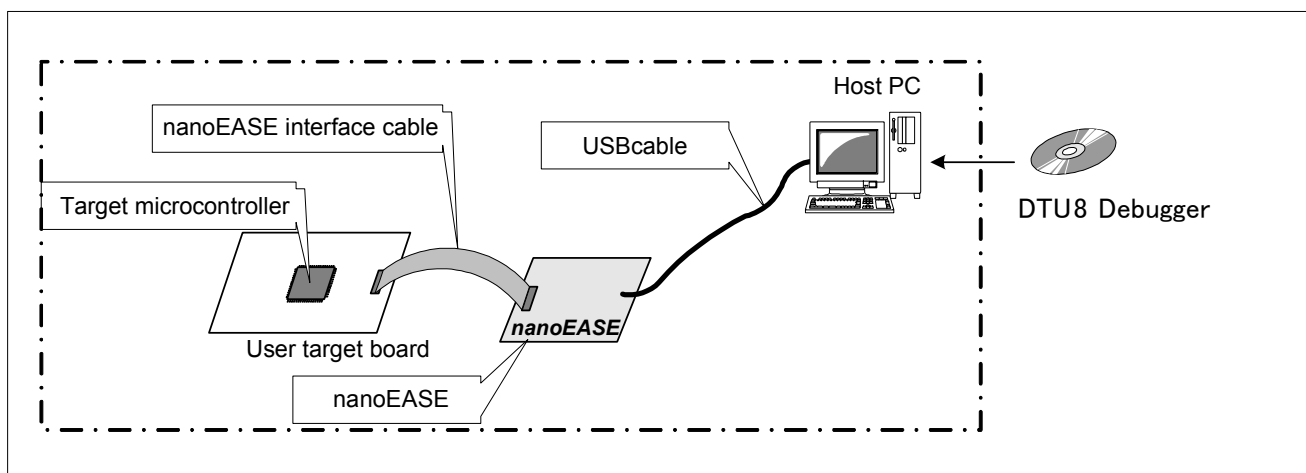 Host PC
nanoEASE interface cable
USBcable
Target microcontroller
DTU8 Debugger
nanoEASE
User target board
nanoEASE